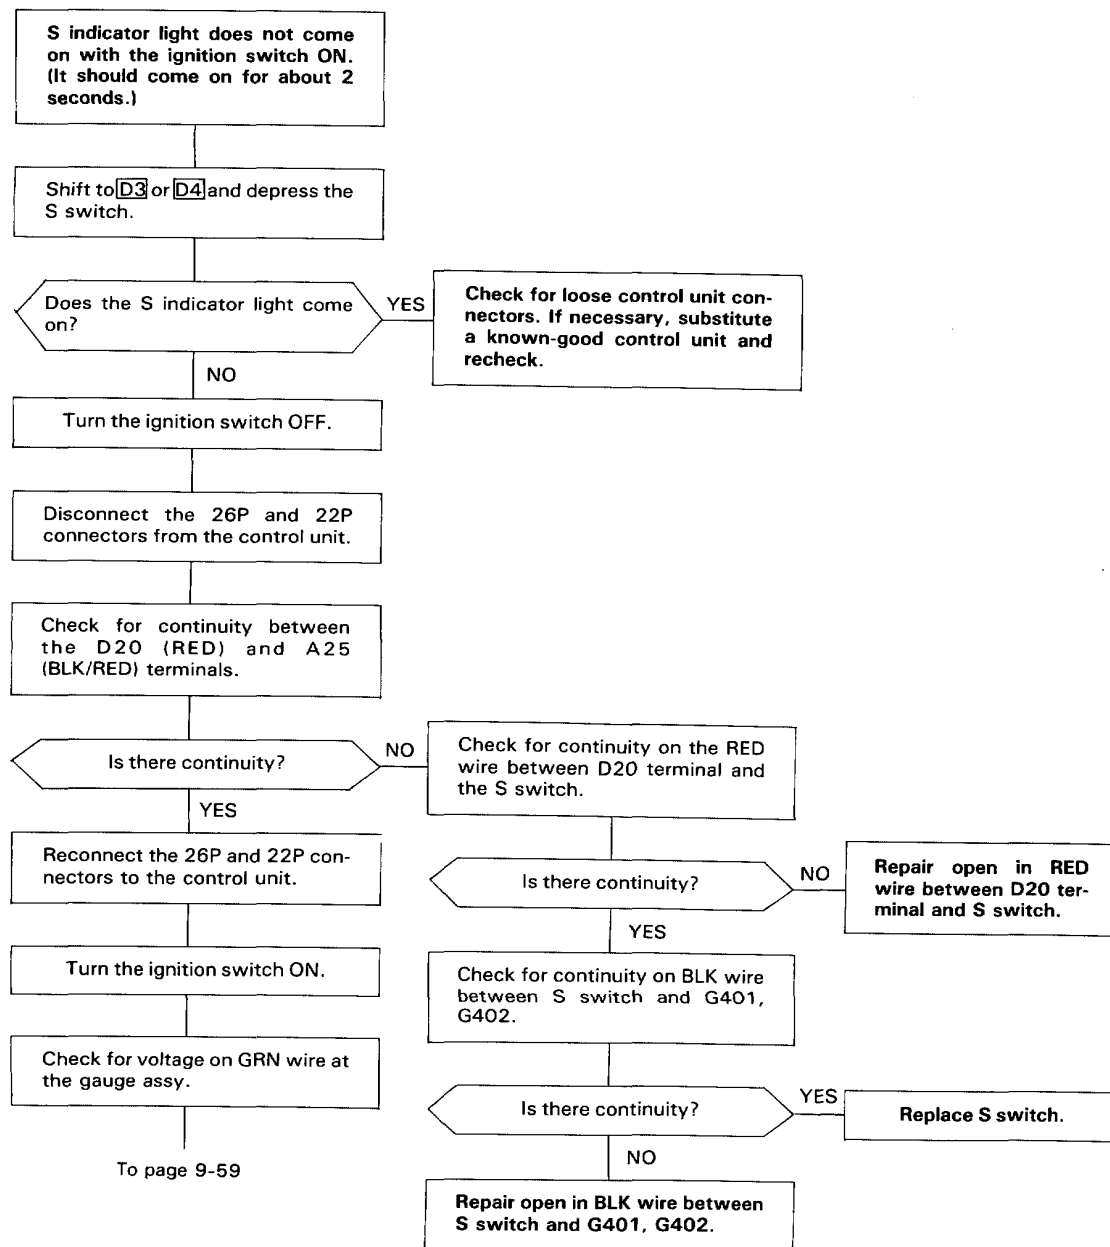 S indicator light does not come
on with the ignition switch ON.
(It should come on for about 2
seconds.)
Shift to D3 or D4 and depress the
S switch.
Does the S indicator light come
on?
YES
Check for loose control unit con-
nectors. If necessary, substitute
a known-good control unit and
recheck.
NO
Turn the ignition switch OFF.
Disconnect the 26P and 22P
connectors from the control unit.
Check for continuity between
the D20 (RED) and A25
(BLK/RED) terminals.
Is there continuity?
NO
Check for continuity on the RED
wire between D20 terminal and
the S switch.
YES
Reconnect the 26P and 22P con-
nectors to the control unit.
Is there continuity?
NO
Repair open in RED
wire between D20 ter-
minal and S switch.
YES
Turn the ignition switch ON.
Check for continuity on BLK wire
between S switch and G401,
G402.
Check for voltage on GRN wire at
the gauge assy.
Is there continuity?
YES
Replace S switch.
To page 9-59
NO
Repair open in BLK wire between
S switch and G401, G402.